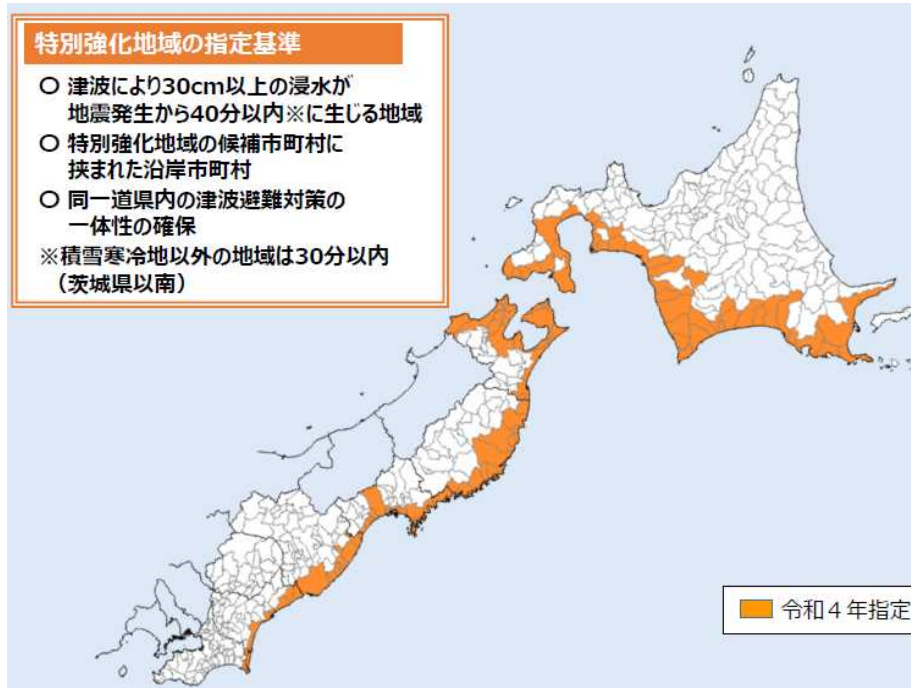 特別強化地域の指定基準
○ 津波により30cm以上の浸水が
地震発生から40分以内※に生じる地域
○ 特別強化地域の候補市町村に
挟まれた沿岸市町村
○ 同一道県内の津波避難対策の
一体性の確保
※積雪寒冷地以外の地域は30分以内
（茨城県以南）
令和４年指定